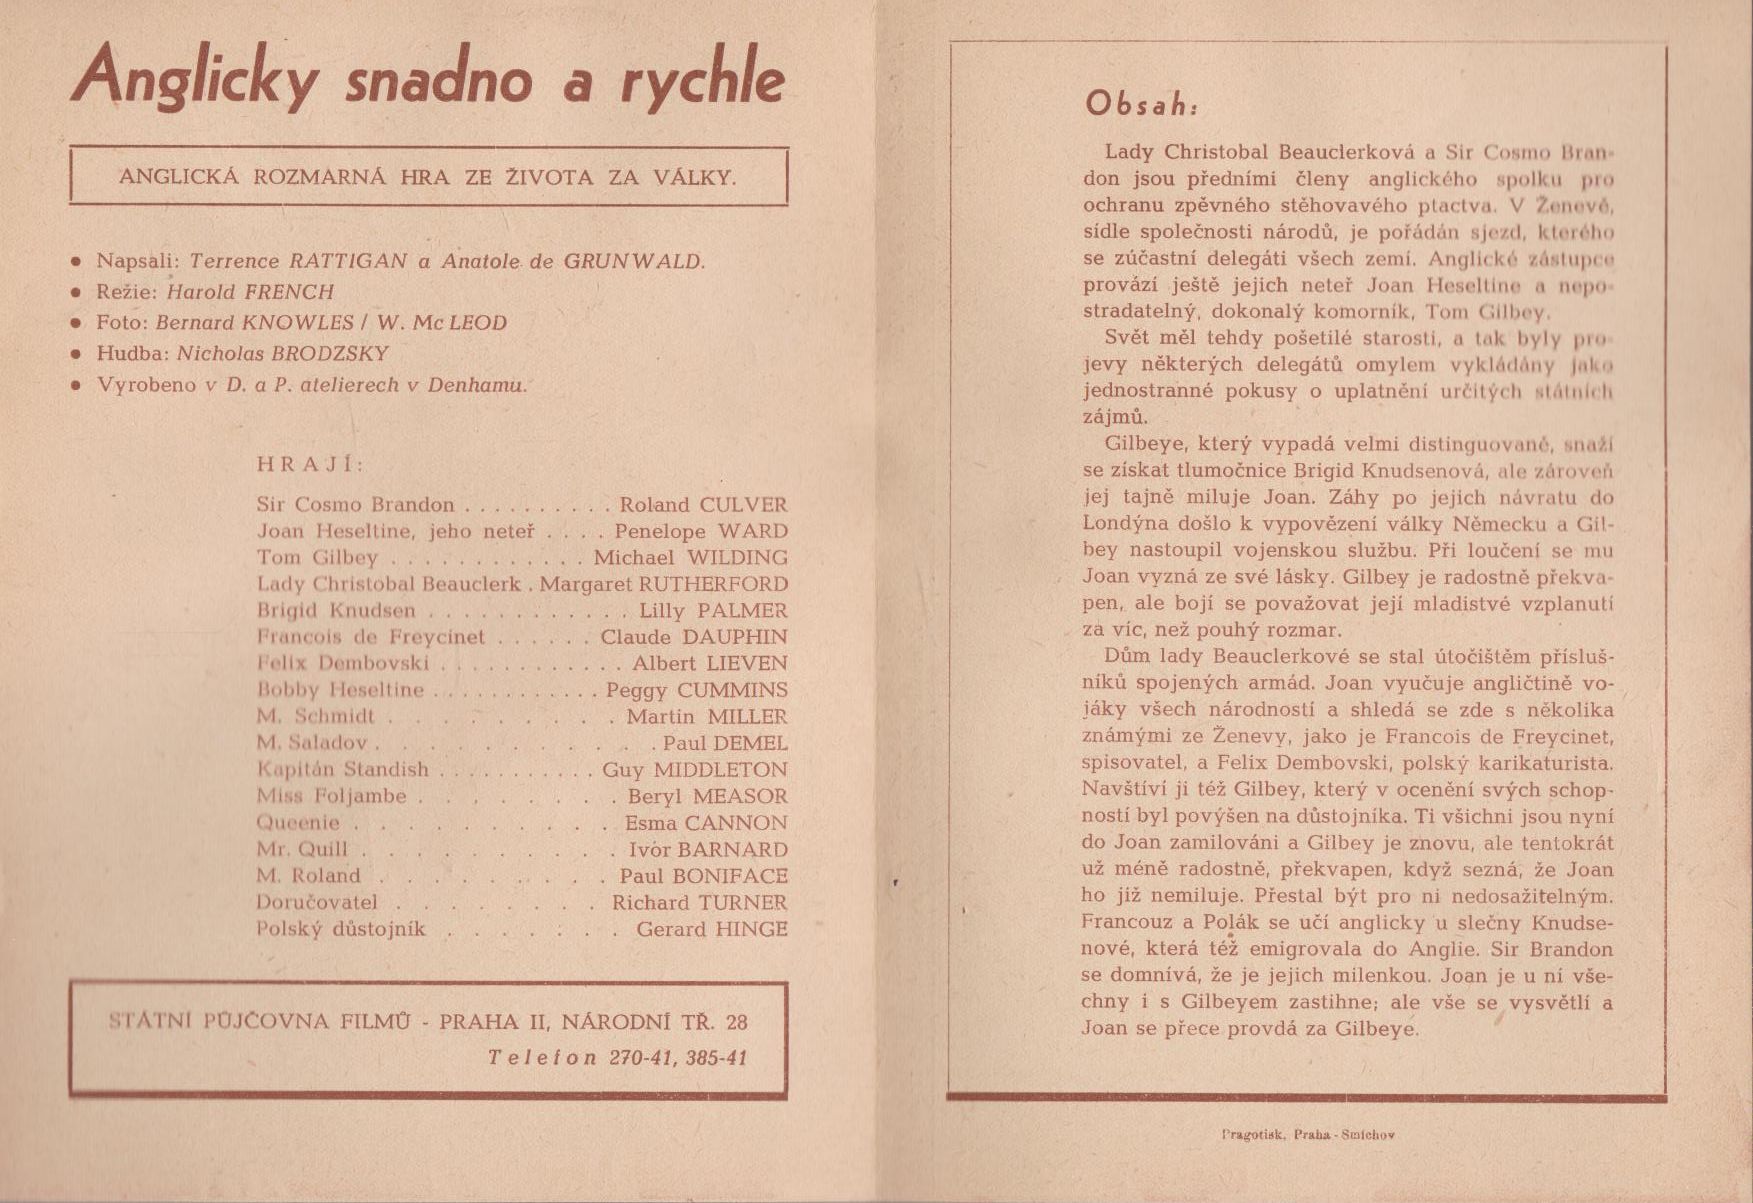 Anglicky snadno a rychle
ANGLICKÁ ROZMARNÁ HRA ZE ŽIVOTA ZA VÁLKY.
● Napsali: Terrence RATTIGAN a Anatole de GRUNWALD.
● Režie: Harold FRENCH
● Foto: Bernard KNOWLES / W. Mc LEOD
● Hudba: Nicholas BRODZSKY
● Vyrobeno v D. a P. atelierech v Denhamu.
HRAJÍ:
Sir Cosmo Brandon . . . . . . . . . . Roland CULVER
Joan Heseltine, jeho neteř . . . . Penelope WARD
Tom Gilbey . . . . . . . . . . . . Michael WILDING
Lady Christobal Beauclerk . Margaret RUTHERFORD
Brigid Knudsen . . . . . . . . . . . . Lilly PALMER
Francois de Freycinet . . . . . . Claude DAUPHIN
Felix Dembovski . . . . . . . . . . . . Albert LIEVEN
Bobby Heseltine . . . . . . . . . . . Peggy CUMMINS
M. Schmidt . . . . . . . . . . Martin MILLER
M. Saladov . . . . . . . . . . . . Paul DEMEL
Kapitán Standish . . . . . . . . . . . Guy MIDDLETON
Miss Foljambe . . . . . . . . Beryl MEASOR
Queenie . . . . . . . . . . . Esma CANNON
Mr. Quill . . . . . . . . . . . Ivor BARNARD
M. Roland . . . . . . . . . Paul BONIFACE
Doručovatel . . . . . . . . Richard TURNER
Polský důstojník . . . . . . . Gerard HINGE
STÁTNÍ PŮJČOVNA FILMŮ - PRAHA II, NÁRODNÍ TŘ. 28
Telefon 270-41, 385-41
Obsah:
Lady Christobal Beauclerková a Sir Cosmo Bran-
don jsou předními členy anglického spolku pro
ochranu zpěvného stěhovavého ptactva. V Ženevě,
sídle společnosti národů, je pořádán sjezd, kterého
se zúčastní delegáti všech zemí. Anglické zástupce
provází ještě jejich neteř Joan Heseltine a nepo-
stradatelný, dokonalý komorník, Tom Gilbey.
Svět měl tehdy pošetilé starosti, a tak byly pro-
jevy některých delegátů omylem vykládány jako
jednostranné pokusy o uplatnění určitých státních
zájmů.
Gilbeye, který vypadá velmi distinguovaně, snaží
se získat tlumočnice Brigid Knudsenová, ale zároveň
jej tajně miluje Joan. Záhy po jejich návratu do
Londýna došlo k vypovězení války Německu a Gil-
bey nastoupil vojenskou službu. Při loučení se mu
Joan vyzná ze své lásky. Gilbey je radostně překva-
pen, ale bojí se považovat její mladistvé vzplanutí
za víc, než pouhý rozmar.
Dům lady Beauclerkové se stal útočištěm přísluš-
níků spojených armád. Joan vyučuje angličtině vo-
jáky všech národností a shledá se zde s několika
známými ze Ženevy, jako je Francois de Freycinet,
spisovatel, a Felix Dembovski, polský karikaturista.
Navštíví ji též Gilbey, který v ocenění svých schop-
ností byl povýšen na důstojníka. Ti všichni jsou nyní
do Joan zamilováni a Gilbey je znovu, ale tentokrát
už méně radostně, překvapen, když sezná, že Joan
ho již nemiluje. Přestal být pro ni nedosažitelným.
Francouz a Polák se učí anglicky u slečny Knudse-
nové, která též emigrovala do Anglie. Sir Brandon
se domnívá, že je jejich milenkou. Joan je u ní vše-
chny i s Gilbeyem zastihne; ale vše se vysvětlí a
Joan se přece provdá za Gilbeye.
Pragotisk, Praha - Smíchov